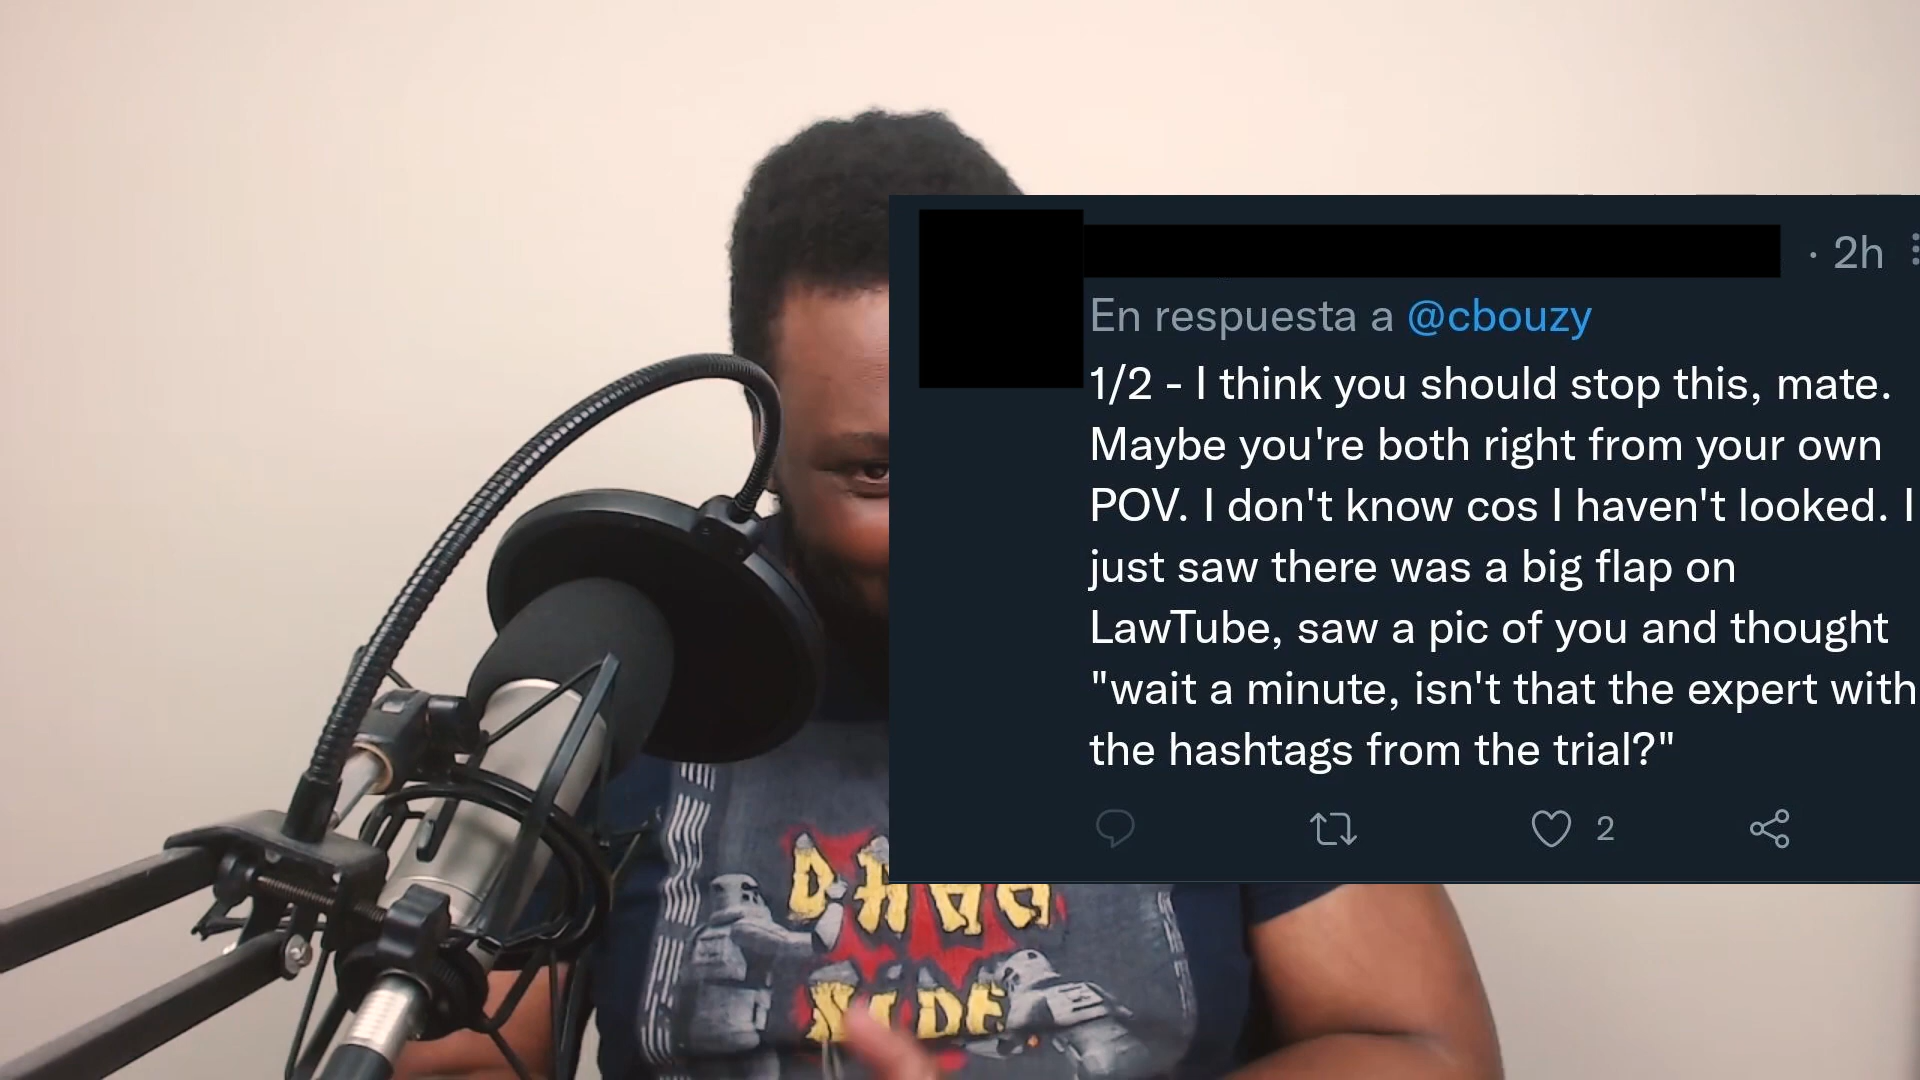 · 2h
En respuesta a @cbouzy
1/2 - I think you should stop this, mate.
Maybe you're both right from your own
POV. I don't know cos I haven't looked. I
just saw there was a big flap on
LawTube, saw a pic of you and thought
"wait a minute, isn't that the expert with
the hashtags from the trial?"
2
SIDE